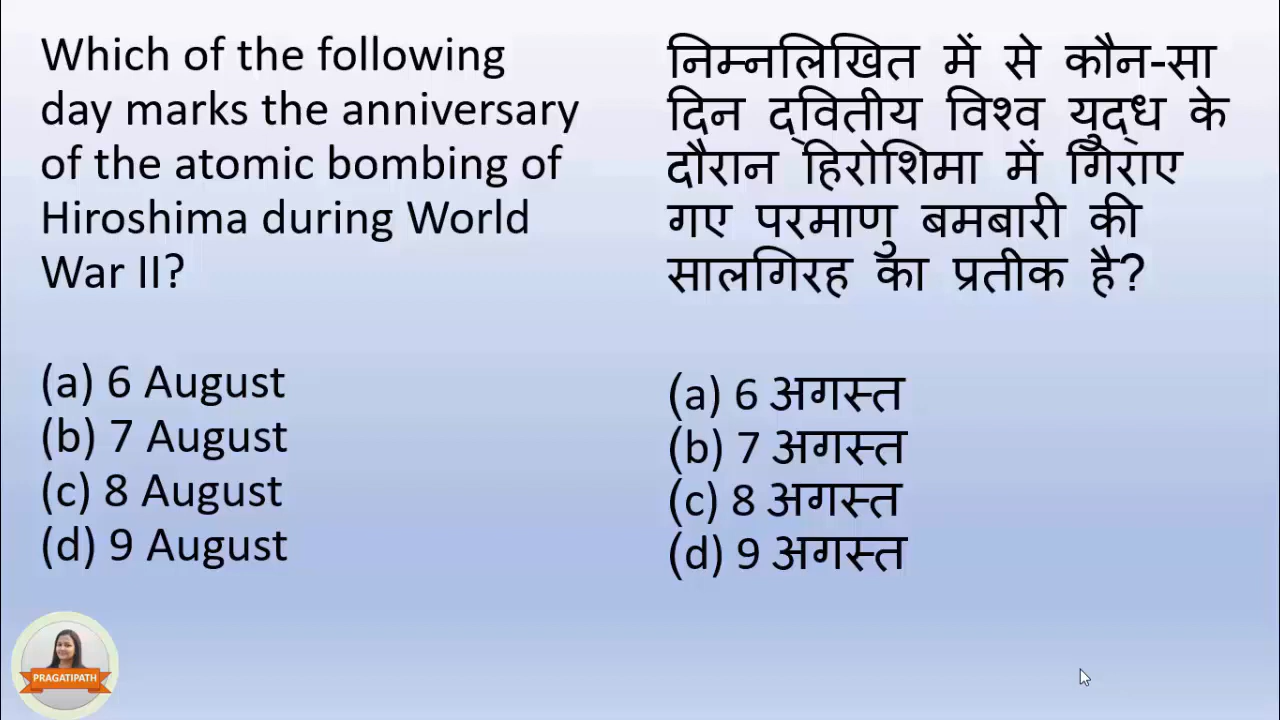 Which of the following
day marks the anniversary
of the atomic bombing of
Hiroshima during World
War II?
(a) 6 August
(b) 7 August
(c) 8 August
(d) 9 August
निम्नलिखित में से कौन-सा
दिन द्वितीय विश्व युद्ध के
दौरान हिरोशिमा में गिराए
गए परमाणु बमबारी की
सालगिरह का प्रतीक है?
(a) 6 अगस्त
(b) 7 अगस्त
(c) 8 अगस्त
(d) 9 अगस्त
PRAGATIPATH